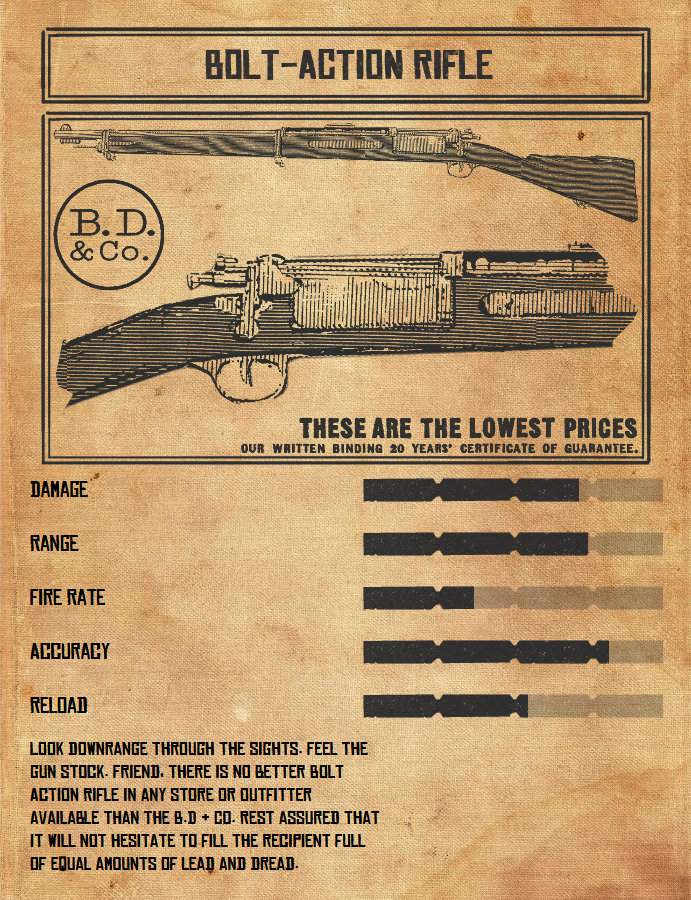 BOLT-ACTION RIFLE
B. D.
& Co.
THESE ARE THE LOWEST PRICES
OUR WRITTEN BINDING 20 YEARS' CERTIFICATE OF GUARANTEE.
DAMAGE
RANGE
FIRE RATE
ACCURACY
RELOAD
LOOK DOWNRANGE THROUGH THE SIGHTS. FEEL THE
GUN STOCK. FRIEND, THERE IS NO BETTER BOLT
ACTION RIFLE IN ANY STORE OR OUTFITTER
AVAILABLE THAN THE B.D + CO. REST ASSURED THAT
IT WILL NOT HESITATE TO FILL THE RECIPIENT FULL
OF EQUAL AMOUNTS OF LEAD AND DREAD.